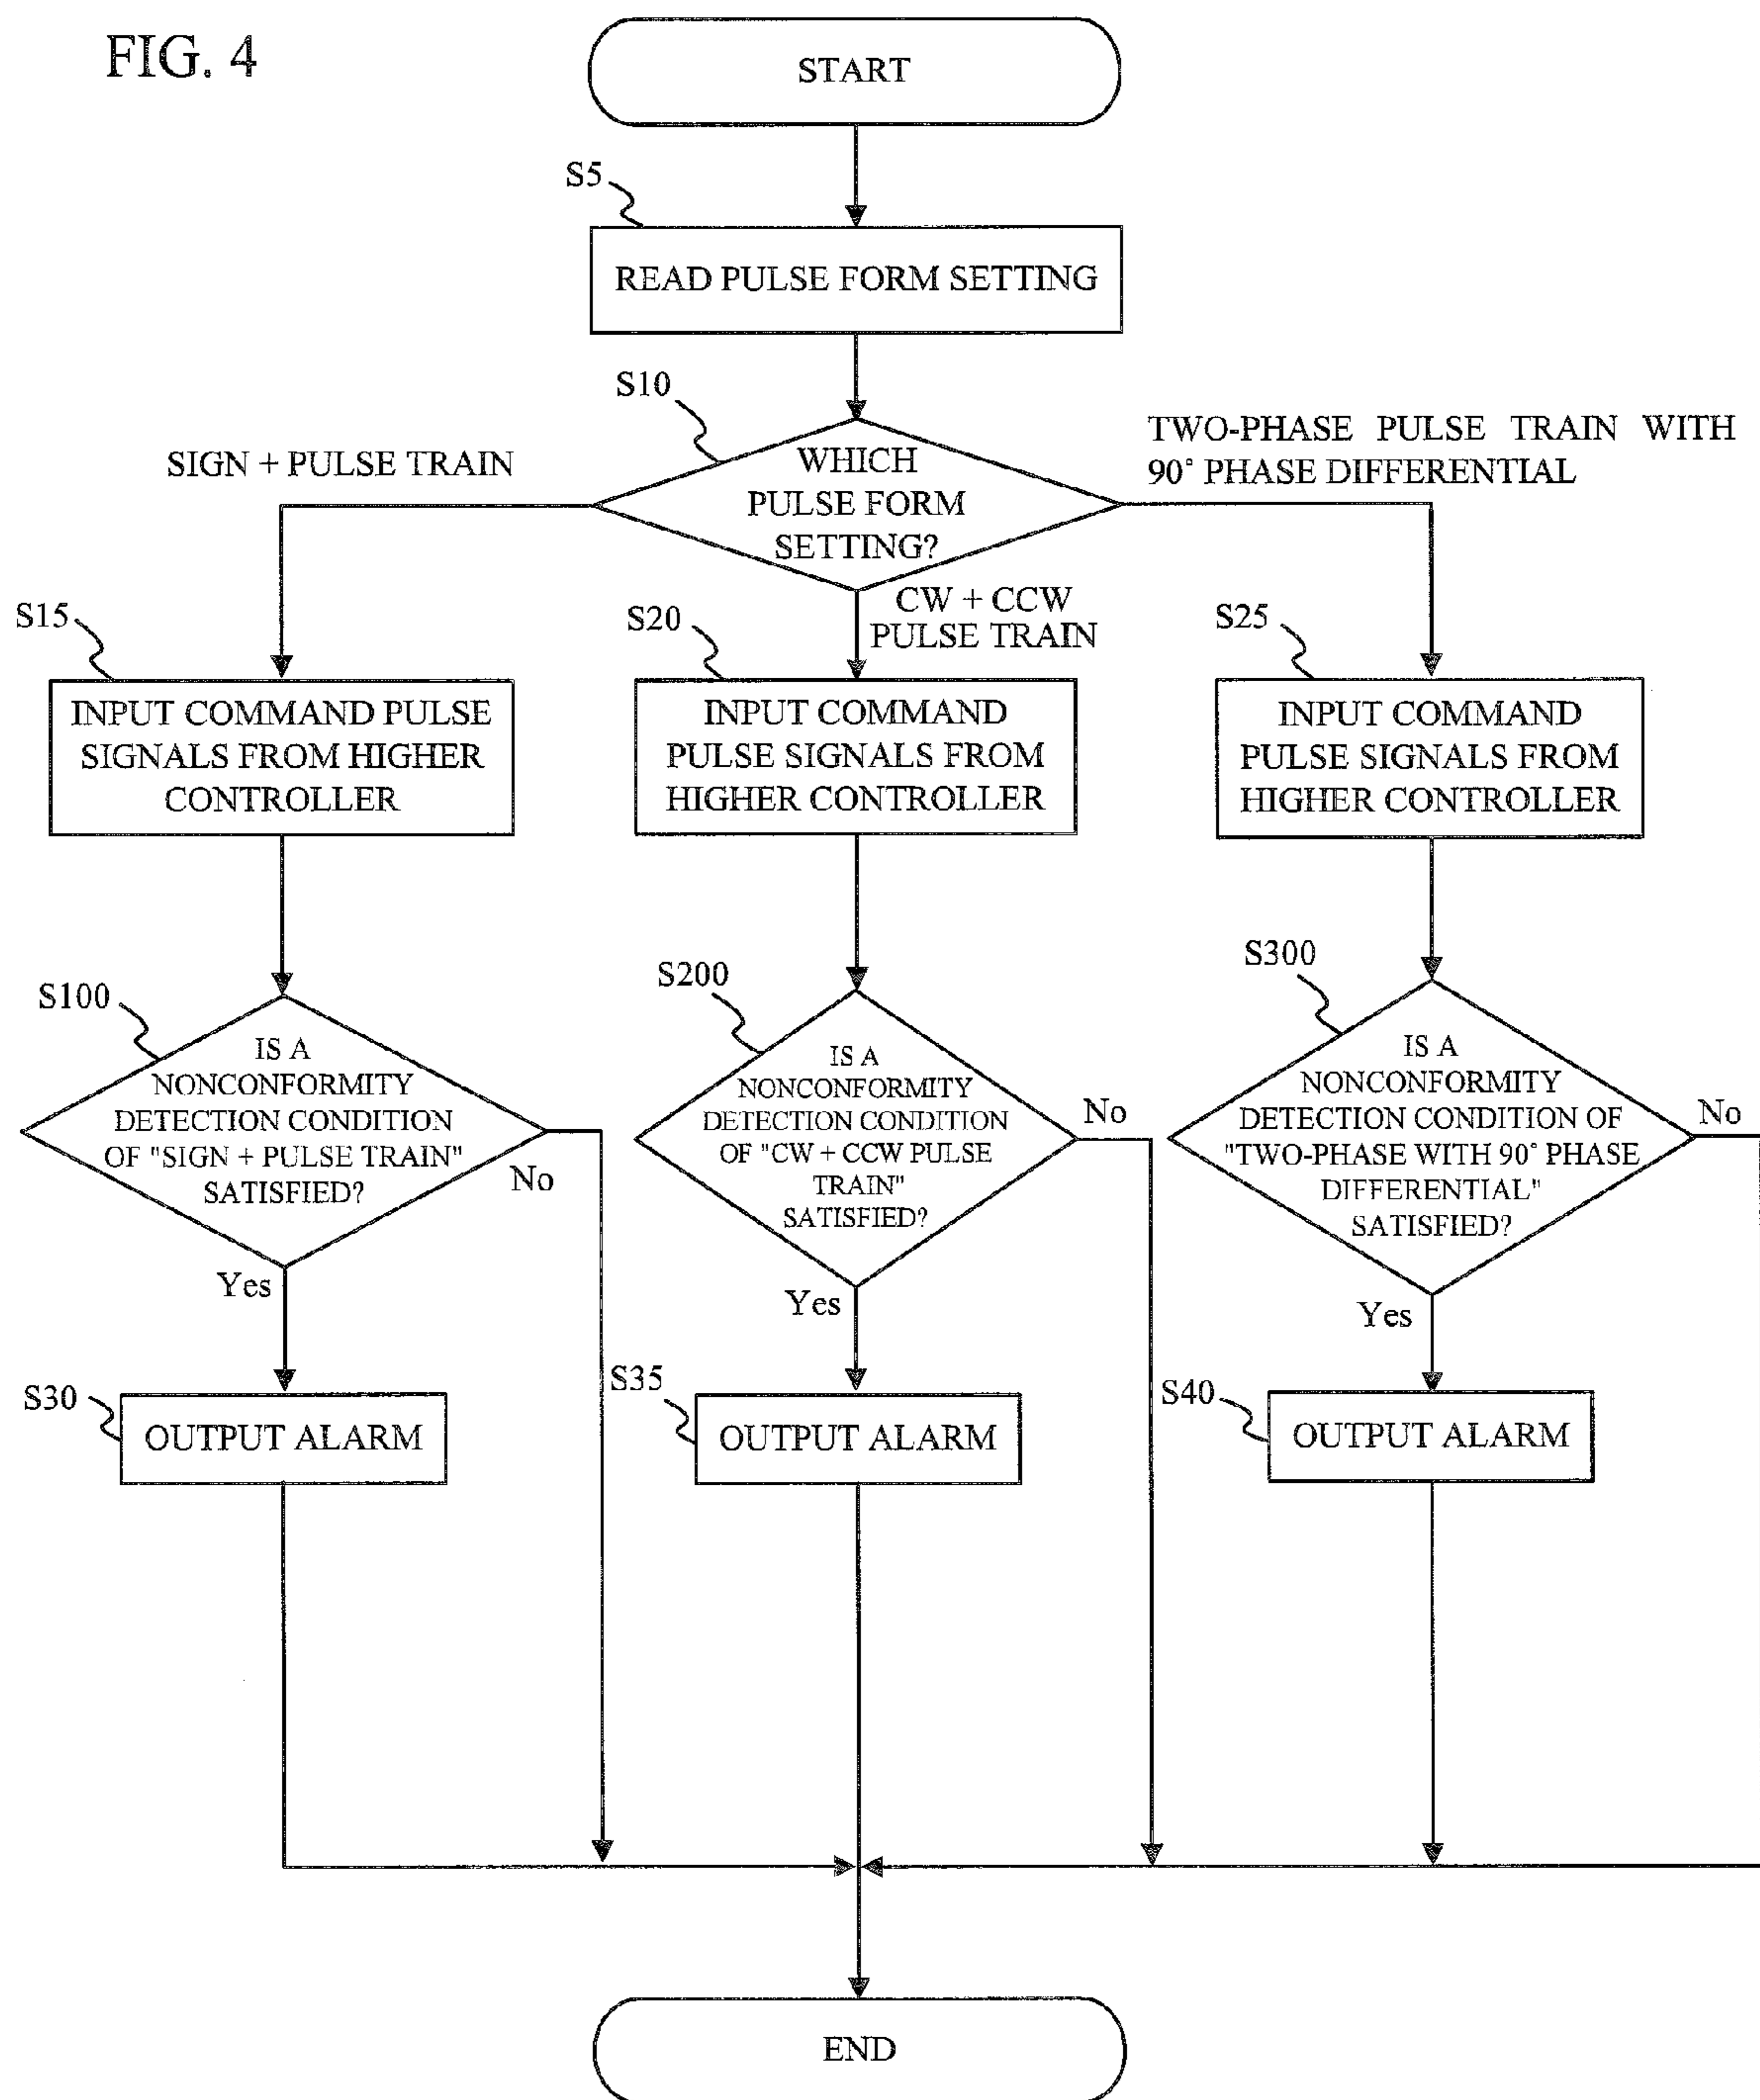 FIG. 4
START
S5
READ PULSE FORM SETTING
S10
WHICH
PULSE FORM
SETTING?
SIGN + PULSE TRAIN
TWO-PHASE PULSE TRAIN WITH
90° PHASE DIFFERENTIAL
CW + CCW
PULSE TRAIN
S15
INPUT COMMAND PULSE
SIGNALS FROM HIGHER
CONTROLLER
S20
INPUT COMMAND
PULSE SIGNALS FROM
HIGHER CONTROLLER
S25
INPUT COMMAND
PULSE SIGNALS FROM
HIGHER CONTROLLER
S100
IS A
NONCONFORMITY
DETECTION CONDITION
OF "SIGN + PULSE TRAIN"
SATISFIED?
No
Yes
S200
IS A
NONCONFORMITY
DETECTION CONDITION
OF "CW + CCW PULSE
TRAIN"
SATISFIED?
No
Yes
S300
IS A
NONCONFORMITY
DETECTION CONDITION OF
"TWO-PHASE WITH 90° PHASE
DIFFERENTIAL"
SATISFIED?
No
Yes
S30
OUTPUT ALARM
S35
OUTPUT ALARM
S40
OUTPUT ALARM
END